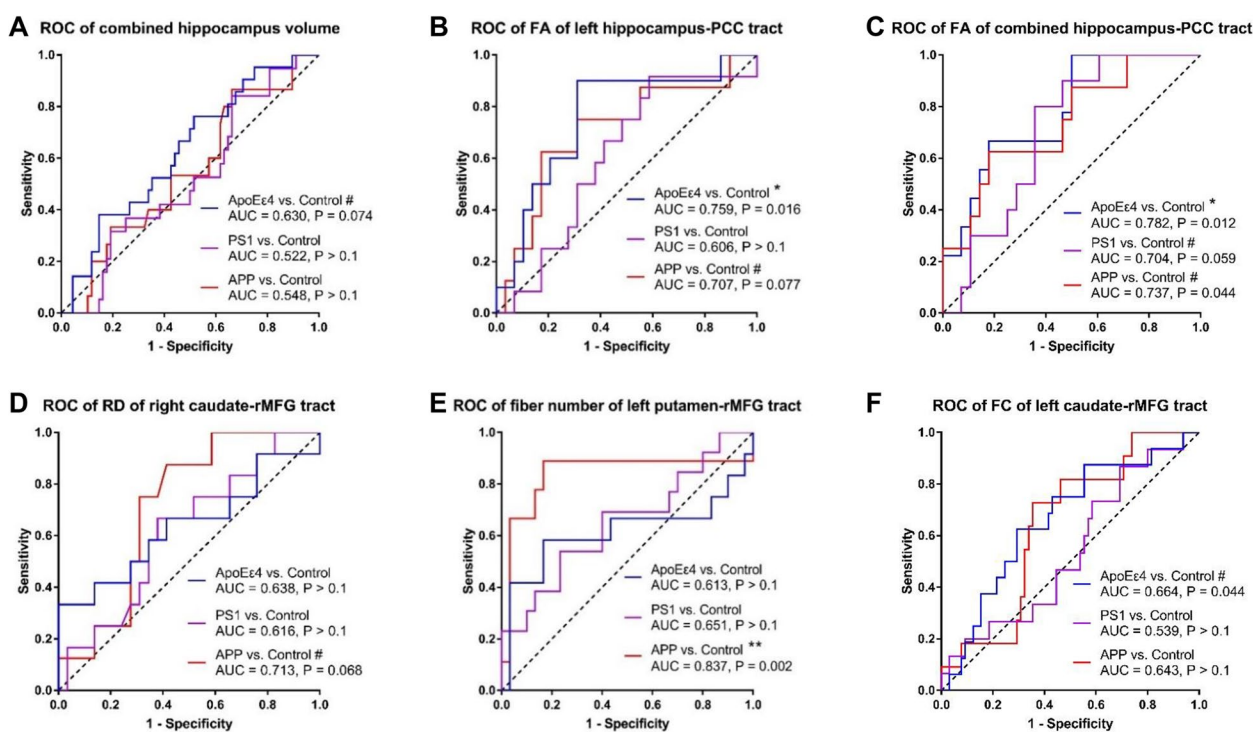 A
ROC of combined hippocampus volume
1.0
0.8
0.6
0.4
0.2
0.0
Sensitivity
ApoEε4 vs. Control #
AUC = 0.630, P = 0.074
PS1 vs. Control
AUC = 0.522, P > 0.1
APP vs. Control
AUC = 0.548, P > 0.1
0.0 0.2 0.4 0.6 0.8 1.0
1 - Specificity
B
ROC of FA of left hippocampus-PCC tract
1.0
0.8
0.6
0.4
0.2
0.0
Sensitivity
ApoEε4 vs. Control *
AUC = 0.759, P = 0.016
PS1 vs. Control
AUC = 0.606, P > 0.1
APP vs. Control #
AUC = 0.707, P = 0.077
0.0 0.2 0.4 0.6 0.8 1.0
1 - Specificity
C
ROC of FA of combined hippocampus-PCC tract
1.0
0.8
0.6
0.4
0.2
0.0
Sensitivity
ApoEε4 vs. Control *
AUC = 0.782, P = 0.012
PS1 vs. Control #
AUC = 0.704, P = 0.059
APP vs. Control #
AUC = 0.737, P = 0.044
0.0 0.2 0.4 0.6 0.8 1.0
1 - Specificity
D
ROC of RD of right caudate-rMFG tract
1.0
0.8
0.6
0.4
0.2
0.0
Sensitivity
ApoEε4 vs. Control
AUC = 0.638, P > 0.1
PS1 vs. Control
AUC = 0.616, P > 0.1
APP vs. Control #
AUC = 0.713, P = 0.068
0.0 0.2 0.4 0.6 0.8 1.0
1 - Specificity
E
ROC of fiber number of left putamen-rMFG tract
1.0
0.8
0.6
0.4
0.2
0.0
Sensitivity
ApoEε4 vs. Control
AUC = 0.613, P > 0.1
PS1 vs. Control
AUC = 0.651, P > 0.1
APP vs. Control **
AUC = 0.837, P = 0.002
0.0 0.2 0.4 0.6 0.8 1.0
1 - Specificity
F
ROC of FC of left caudate-rMFG tract
1.0
0.8
0.6
0.4
0.2
0.0
Sensitivity
ApoEε4 vs. Control #
AUC = 0.664, P = 0.044
PS1 vs. Control
AUC = 0.539, P > 0.1
APP vs. Control
AUC = 0.643, P > 0.1
0.0 0.2 0.4 0.6 0.8 1.0
1 - Specificity